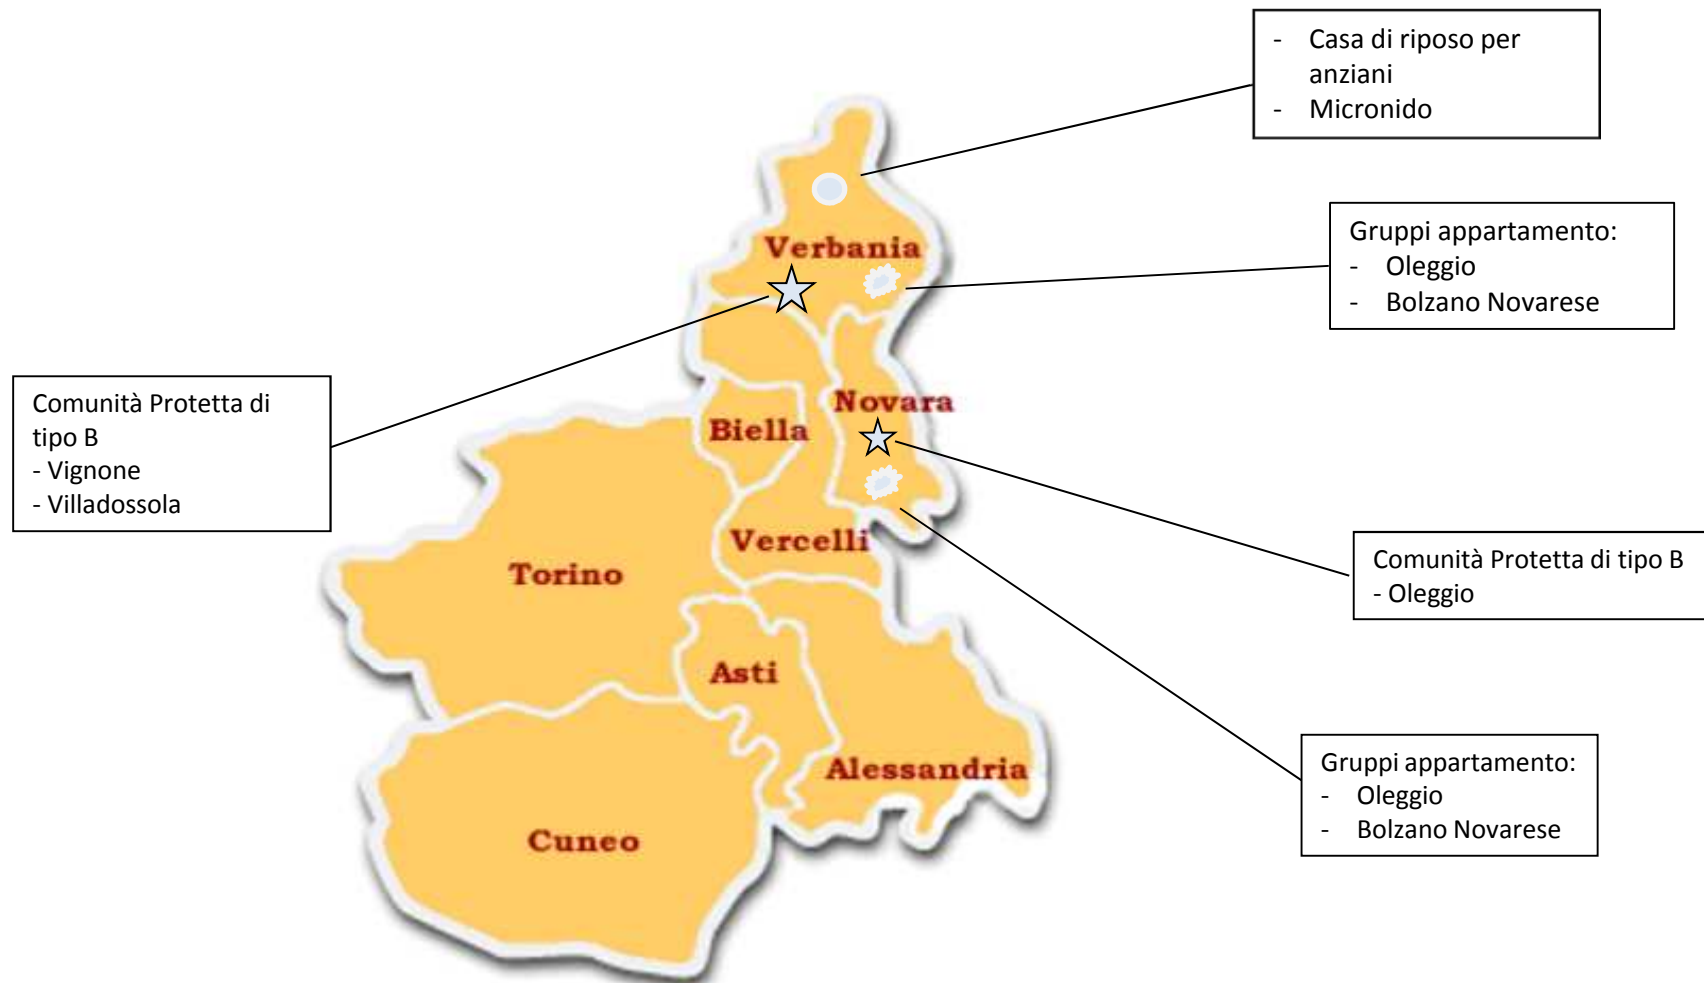 - Casa di riposo per
anziani
- Micronido
Gruppi appartamento:
- Oleggio
- Bolzano Novarese
Verbania
Comunità Protetta di
tipo B
- Vignone
- Villadossola
Novara
Biella
Vercelli
Torino
Comunità Protetta di tipo B
- Oleggio
Asti
Alessandria
Gruppi appartamento:
- Oleggio
- Bolzano Novarese
Cuneo